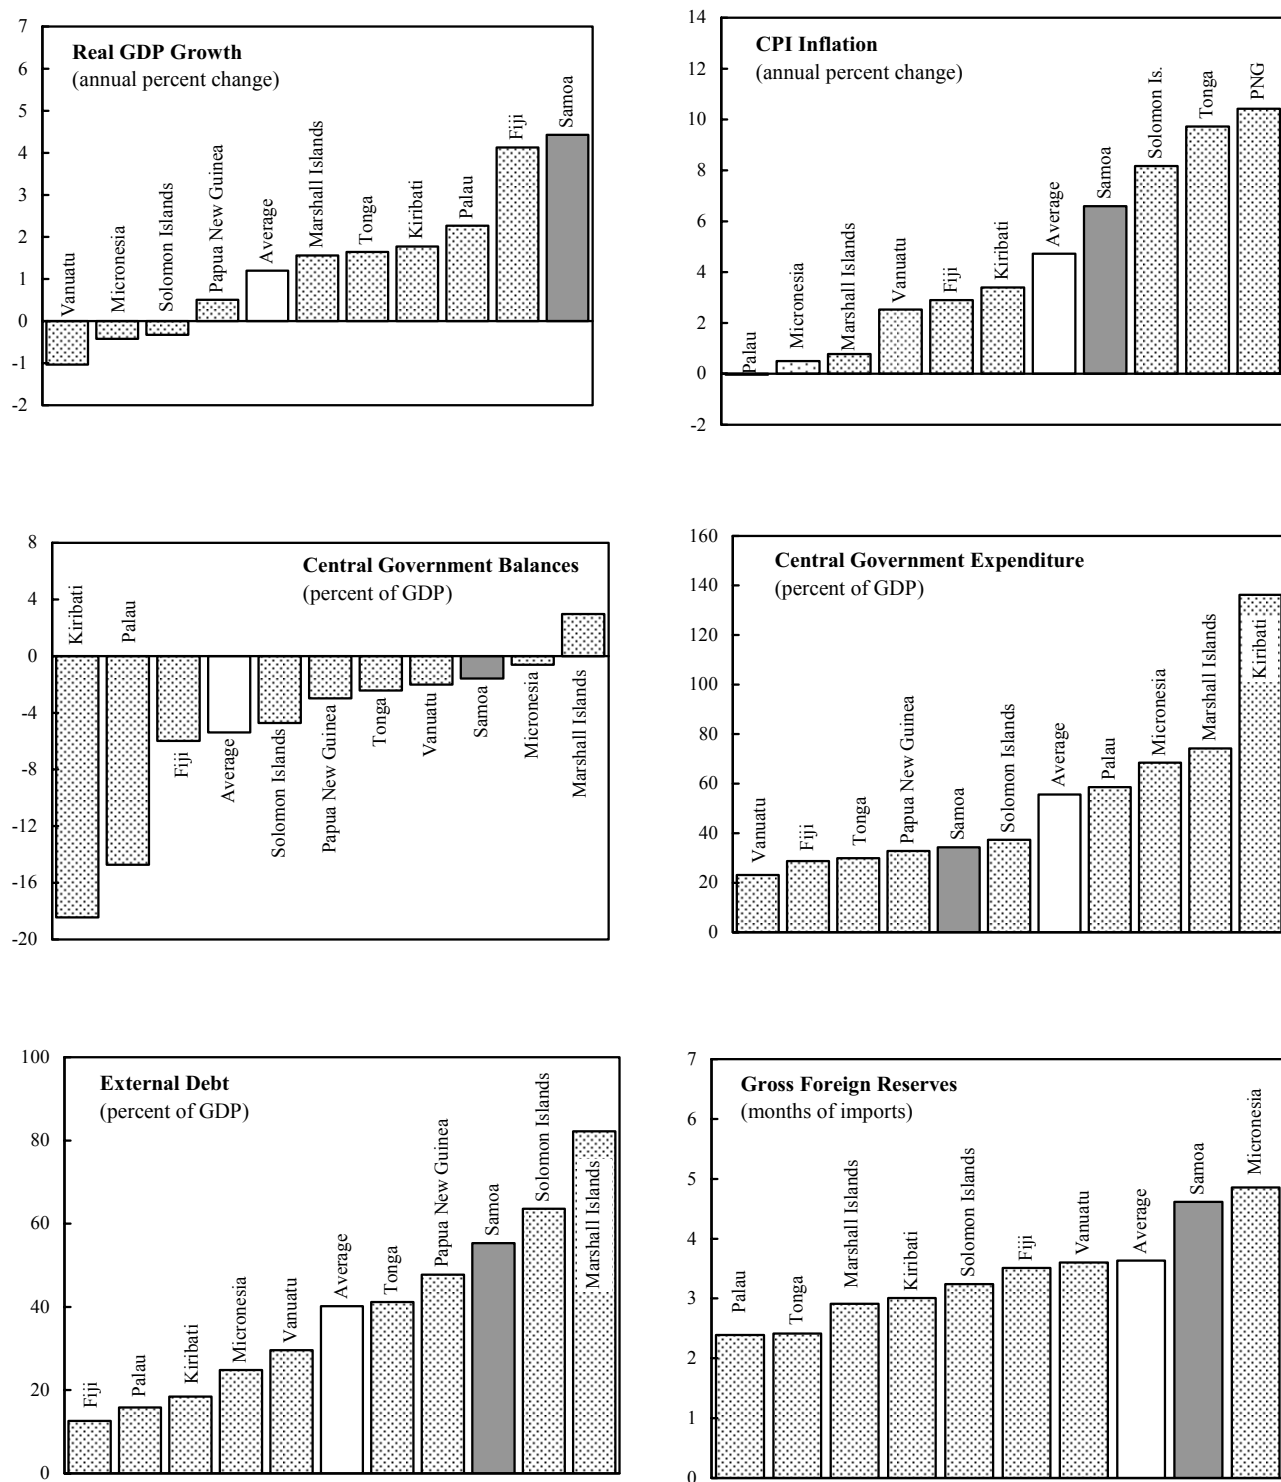 Real GDP Growth
(annual percent change)
7
6
5
4
3
2
1
0
-1
-2
Vanuatu
Micronesia
Solomon Islands
Papua New Guinea
Average
Marshall Islands
Tonga
Kiribati
Palau
Fiji
Samoa
CPI Inflation
(annual percent change)
14
12
10
8
6
4
2
0
-2
Palau
Micronesia
Marshall Islands
Vanuatu
Fiji
Kiribati
Average
Samoa
Solomon Is.
Tonga
PNG
Central Government Balances
(percent of GDP)
8
4
0
-4
-8
-12
-16
-20
Kiribati
Palau
Fiji
Average
Solomon Islands
Papua New Guinea
Tonga
Vanuatu
Samoa
Micronesia
Marshall Islands
Central Government Expenditure
(percent of GDP)
160
140
120
100
80
60
40
20
0
Vanuatu
Fiji
Tonga
Papua New Guinea
Samoa
Solomon Islands
Average
Palau
Micronesia
Marshall Islands
Kiribati
External Debt
(percent of GDP)
100
80
60
40
20
0
Fiji
Palau
Kiribati
Micronesia
Vanuatu
Average
Tonga
Papua New Guinea
Samoa
Solomon Islands
Marshall Islands
Gross Foreign Reserves
(months of imports)
7
6
5
4
3
2
1
0
Palau
Tonga
Marshall Islands
Kiribati
Solomon Islands
Fiji
Vanuatu
Average
Samoa
Micronesia